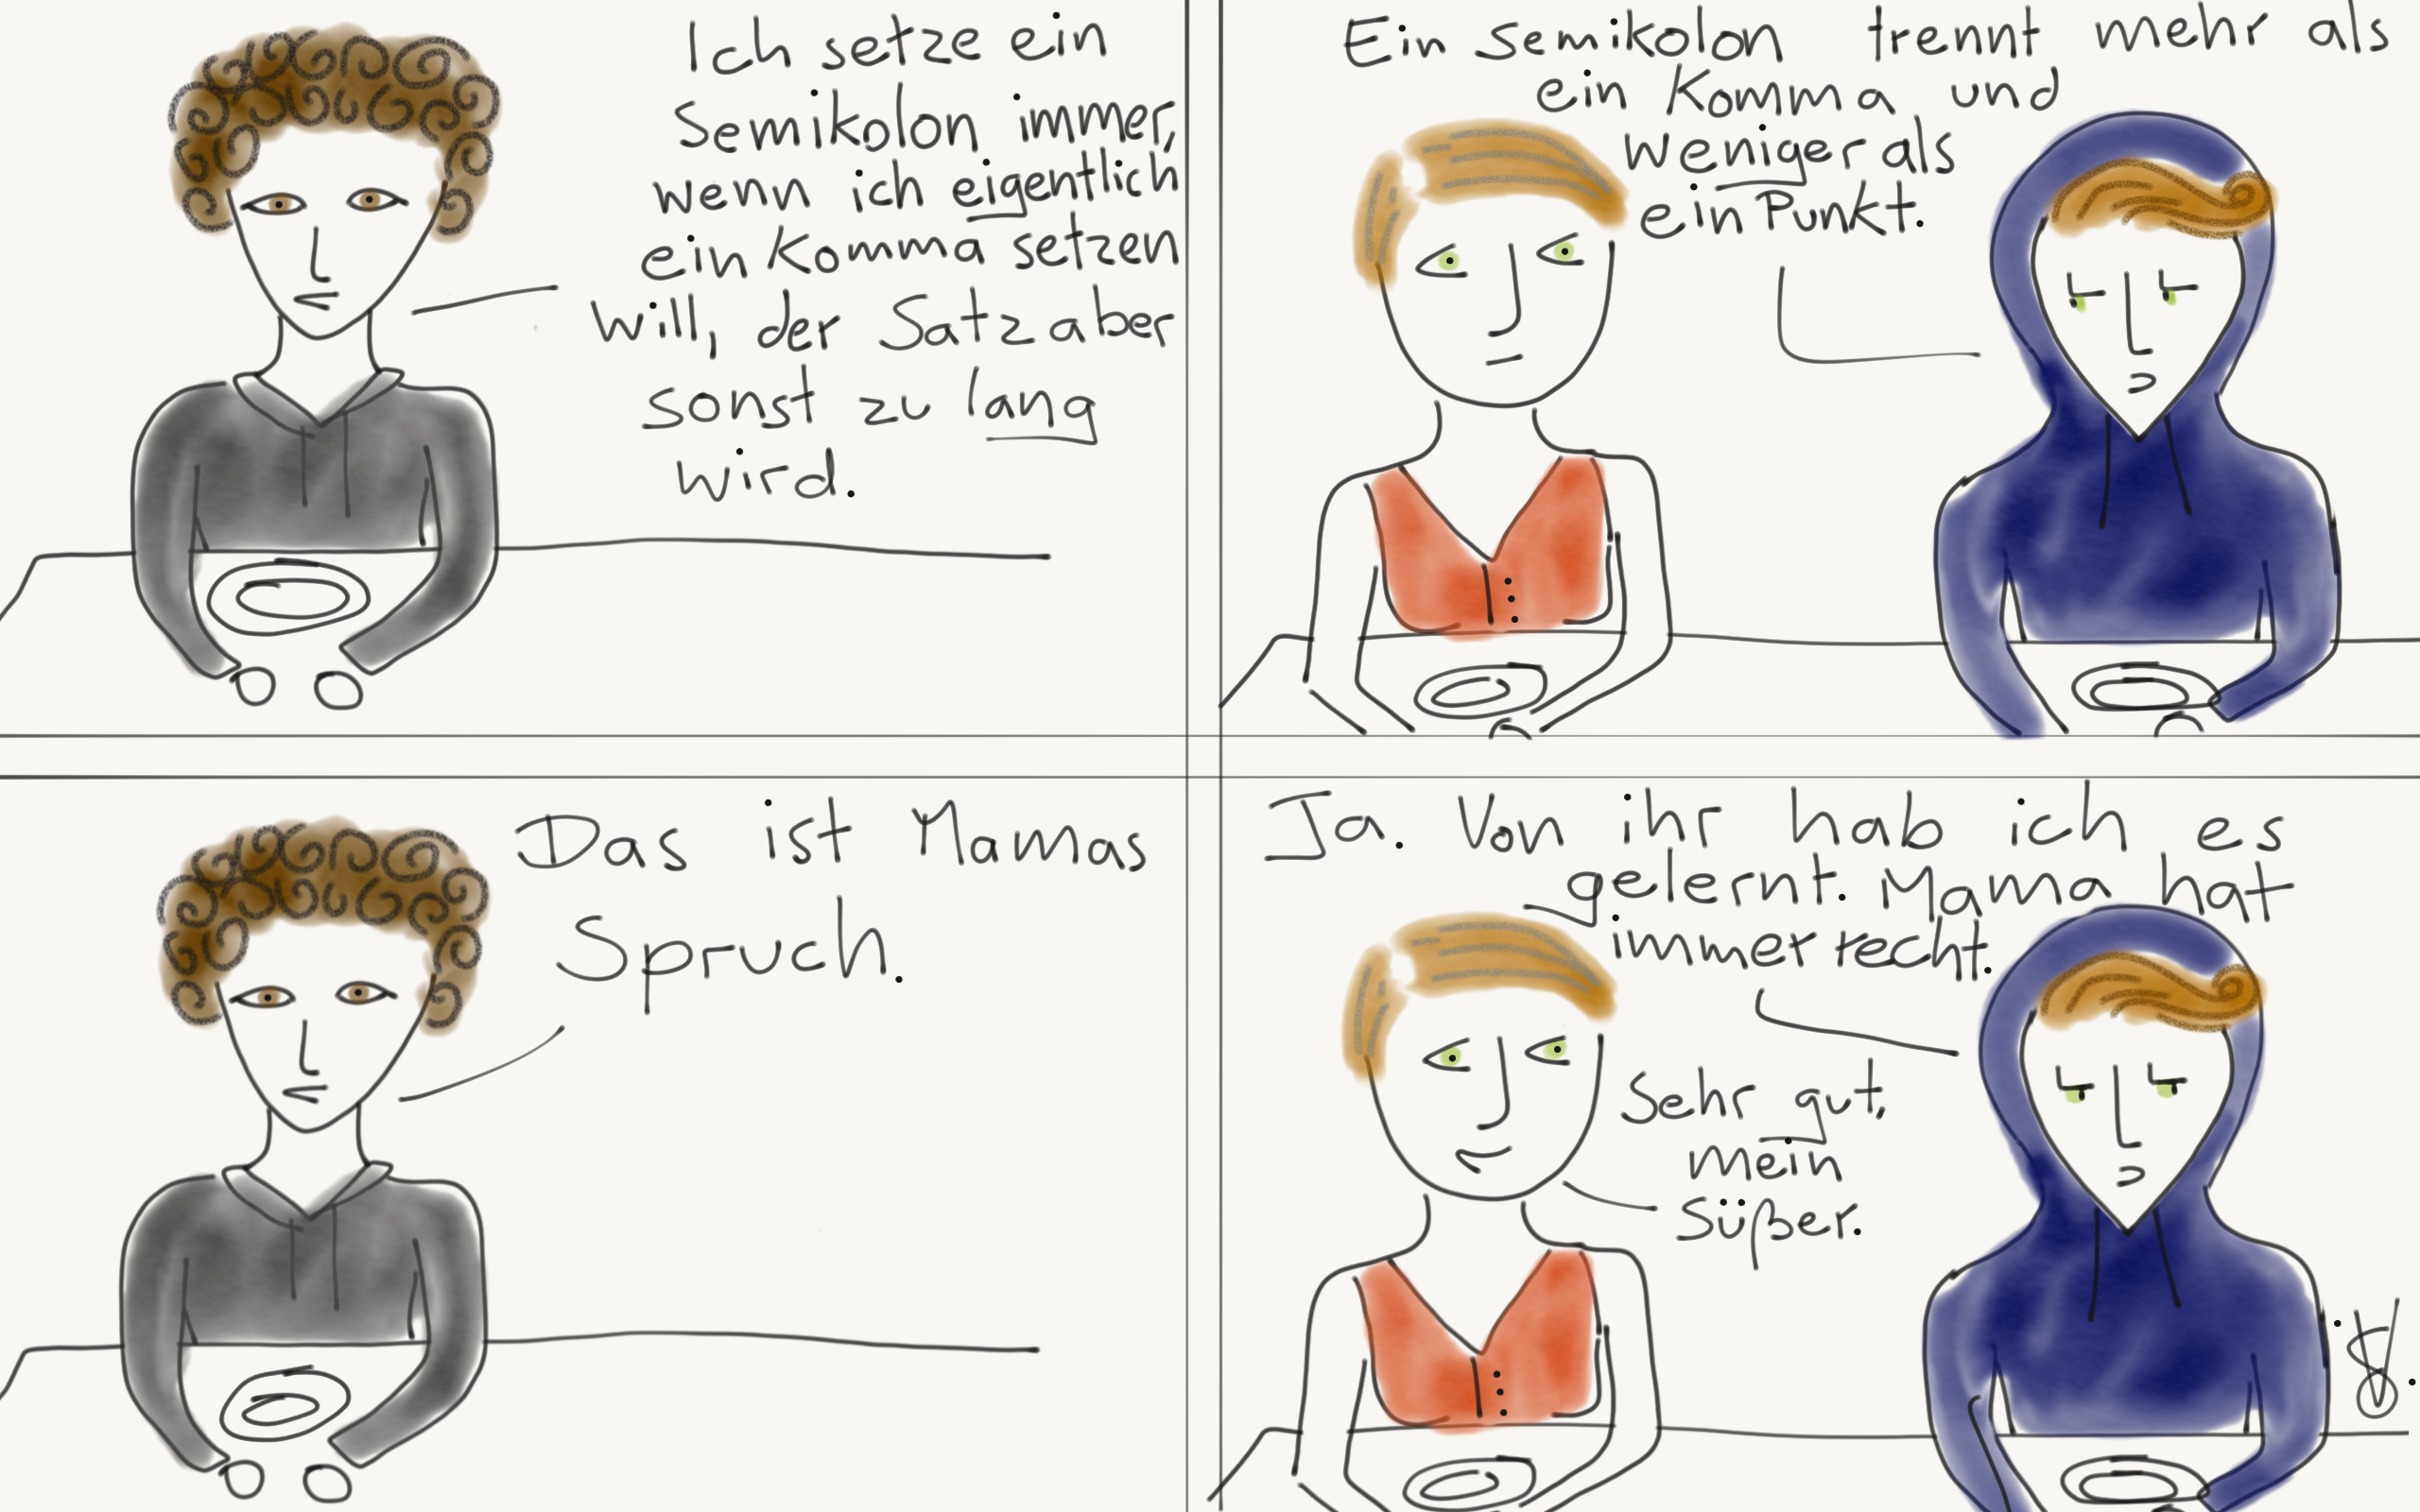 Ich setze ein
Semikolon immer,
wenn ich eigentlich
ein Komma setzen
will, der Satz aber
sonst zu lang
wird.
Ein Semikolon trennt mehr als
ein Komma und
weniger als
ein Punkt.
Das ist Mamas
Spruch.
Ja. Von ihr hab ich es
gelernt. Mama hat
immer recht.
Sehr gut,
mein
Süßer.